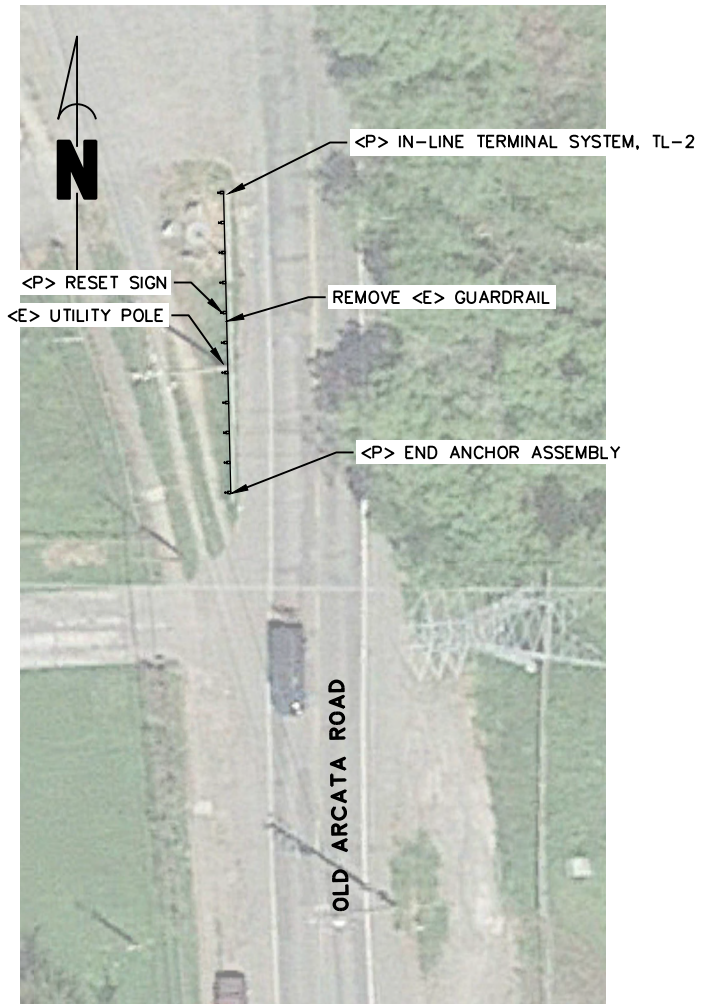 <P> IN-LINE TERMINAL SYSTEM, TL-2
N
<P> RESET SIGN
REMOVE <E> GUARDRAIL
<E> UTILITY POLE
<P> END ANCHOR ASSEMBLY
OLD ARCATA ROAD